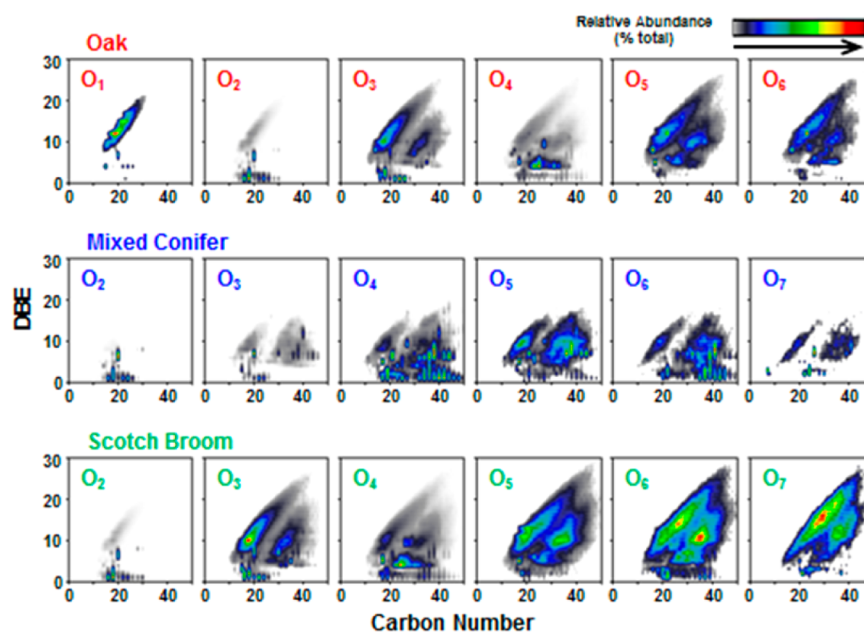 Relative Abundance
(% total)
Oak
30
20
10
0
O₁
O₂
O₃
O₄
O₅
O₆
0 20 40 0 20 40 0 20 40 0 20 40 0 20 40 0 20 40
Mixed Conifer
30
20
10
0
O₂
O₃
O₄
O₅
O₆
O₇
0 20 40 0 20 40 0 20 40 0 20 40 0 20 40 0 20 40
DBE
Scotch Broom
30
20
10
0
O₂
O₃
O₄
O₅
O₆
O₇
0 20 40 0 20 40 0 20 40 0 20 40 0 20 40 0 20 40
Carbon Number